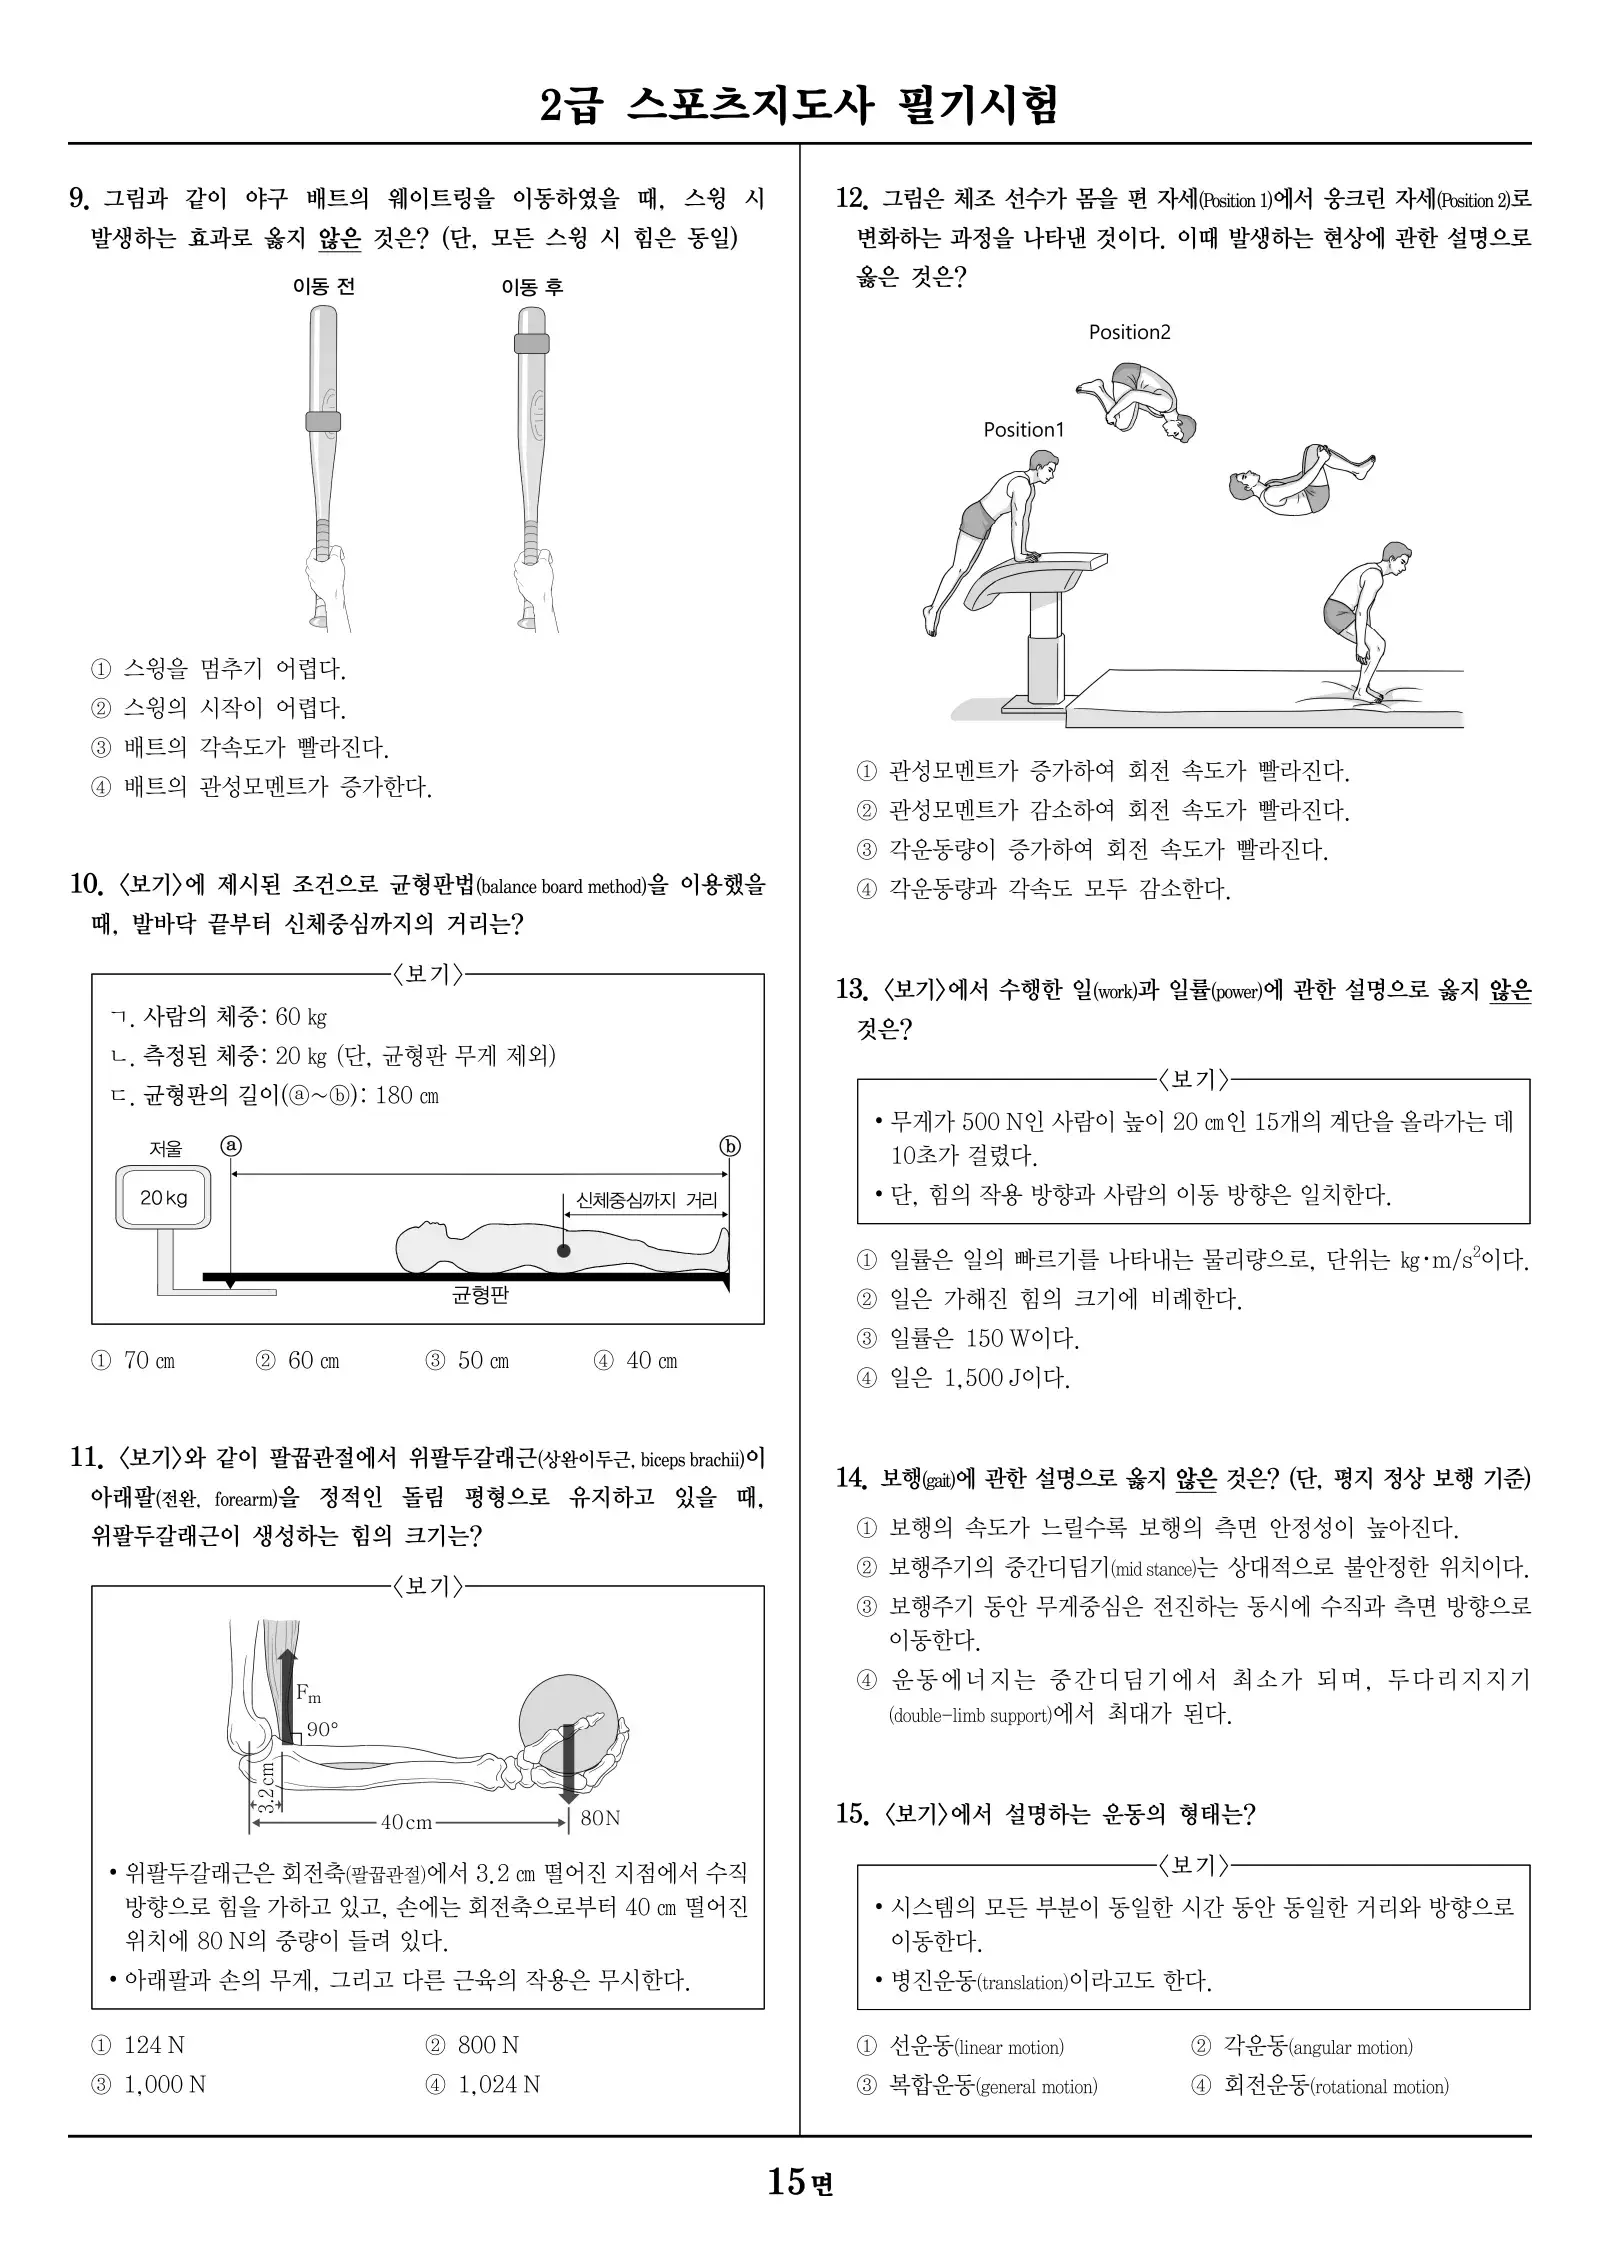 2급 스포츠지도사 필기시험
9. 그림과 같이 야구 배트의 웨이트링을 이동하였을 때, 스윙 시
발생하는 효과로 옳지 않은 것은? (단, 모든 스윙 시 힘은 동일)
이동 전
이동 후
① 스윙을 멈추기 어렵다.
② 스윙의 시작이 어렵다.
③ 배트의 각속도가 빨라진다.
④ 배트의 관성모멘트가 증가한다.
10. 〈보기〉에 제시된 조건으로 균형판법(balance board method)을 이용했을
때, 발바닥 끝부터 신체중심까지의 거리는?
〈보기〉
ㄱ. 사람의 체중: 60 ㎏
ㄴ. 측정된 체중: 20 ㎏ (단, 균형판 무게 제외)
ㄷ. 균형판의 길이(ⓐ~ⓑ): 180 ㎝
저울 ⓐ ⓑ
20kg
신체중심까지 거리
균형판
① 70 ㎝ ② 60 ㎝ ③ 50 ㎝ ④ 40 ㎝
11. 〈보기〉와 같이 팔꿉관절에서 위팔두갈래근(상완이두근, biceps brachii)이
아래팔(전완, forearm)을 정적인 돌림 평형으로 유지하고 있을 때,
위팔두갈래근이 생성하는 힘의 크기는?
〈보기〉
Fm
90°
3.2cm
40cm
80N
• 위팔두갈래근은 회전축(팔꿉관절)에서 3.2 ㎝ 떨어진 지점에서 수직
방향으로 힘을 가하고 있고, 손에는 회전축으로부터 40 ㎝ 떨어진
위치에 80 N의 중량이 들려 있다.
• 아래팔과 손의 무게, 그리고 다른 근육의 작용은 무시한다.
① 124 N ② 800 N
③ 1,000 N ④ 1,024 N
12. 그림은 체조 선수가 몸을 편 자세(Position 1)에서 웅크린 자세(Position 2)로
변화하는 과정을 나타낸 것이다. 이때 발생하는 현상에 관한 설명으로
옳은 것은?
Position2
Position1
① 관성모멘트가 증가하여 회전 속도가 빨라진다.
② 관성모멘트가 감소하여 회전 속도가 빨라진다.
③ 각운동량이 증가하여 회전 속도가 빨라진다.
④ 각운동량과 각속도 모두 감소한다.
13. 〈보기〉에서 수행한 일(work)과 일률(power)에 관한 설명으로 옳지 않은
것은?
〈보기〉
• 무게가 500 N인 사람이 높이 20 ㎝인 15개의 계단을 올라가는 데
10초가 걸렸다.
• 단, 힘의 작용 방향과 사람의 이동 방향은 일치한다.
① 일률은 일의 빠르기를 나타내는 물리량으로, 단위는 ㎏·m/s²이다.
② 일은 가해진 힘의 크기에 비례한다.
③ 일률은 150 W이다.
④ 일은 1,500 J이다.
14. 보행(gait)에 관한 설명으로 옳지 않은 것은? (단, 평지 정상 보행 기준)
① 보행의 속도가 느릴수록 보행의 측면 안정성이 높아진다.
② 보행주기의 중간디딤기(mid stance)는 상대적으로 불안정한 위치이다.
③ 보행주기 동안 무게중심은 전진하는 동시에 수직과 측면 방향으로
이동한다.
④ 운동에너지는 중간디딤기에서 최소가 되며, 두다리지지기
(double-limb support)에서 최대가 된다.
15. 〈보기〉에서 설명하는 운동의 형태는?
〈보기〉
• 시스템의 모든 부분이 동일한 시간 동안 동일한 거리와 방향으로
이동한다.
• 병진운동(translation)이라고도 한다.
① 선운동(linear motion) ② 각운동(angular motion)
③ 복합운동(general motion) ④ 회전운동(rotational motion)
15면